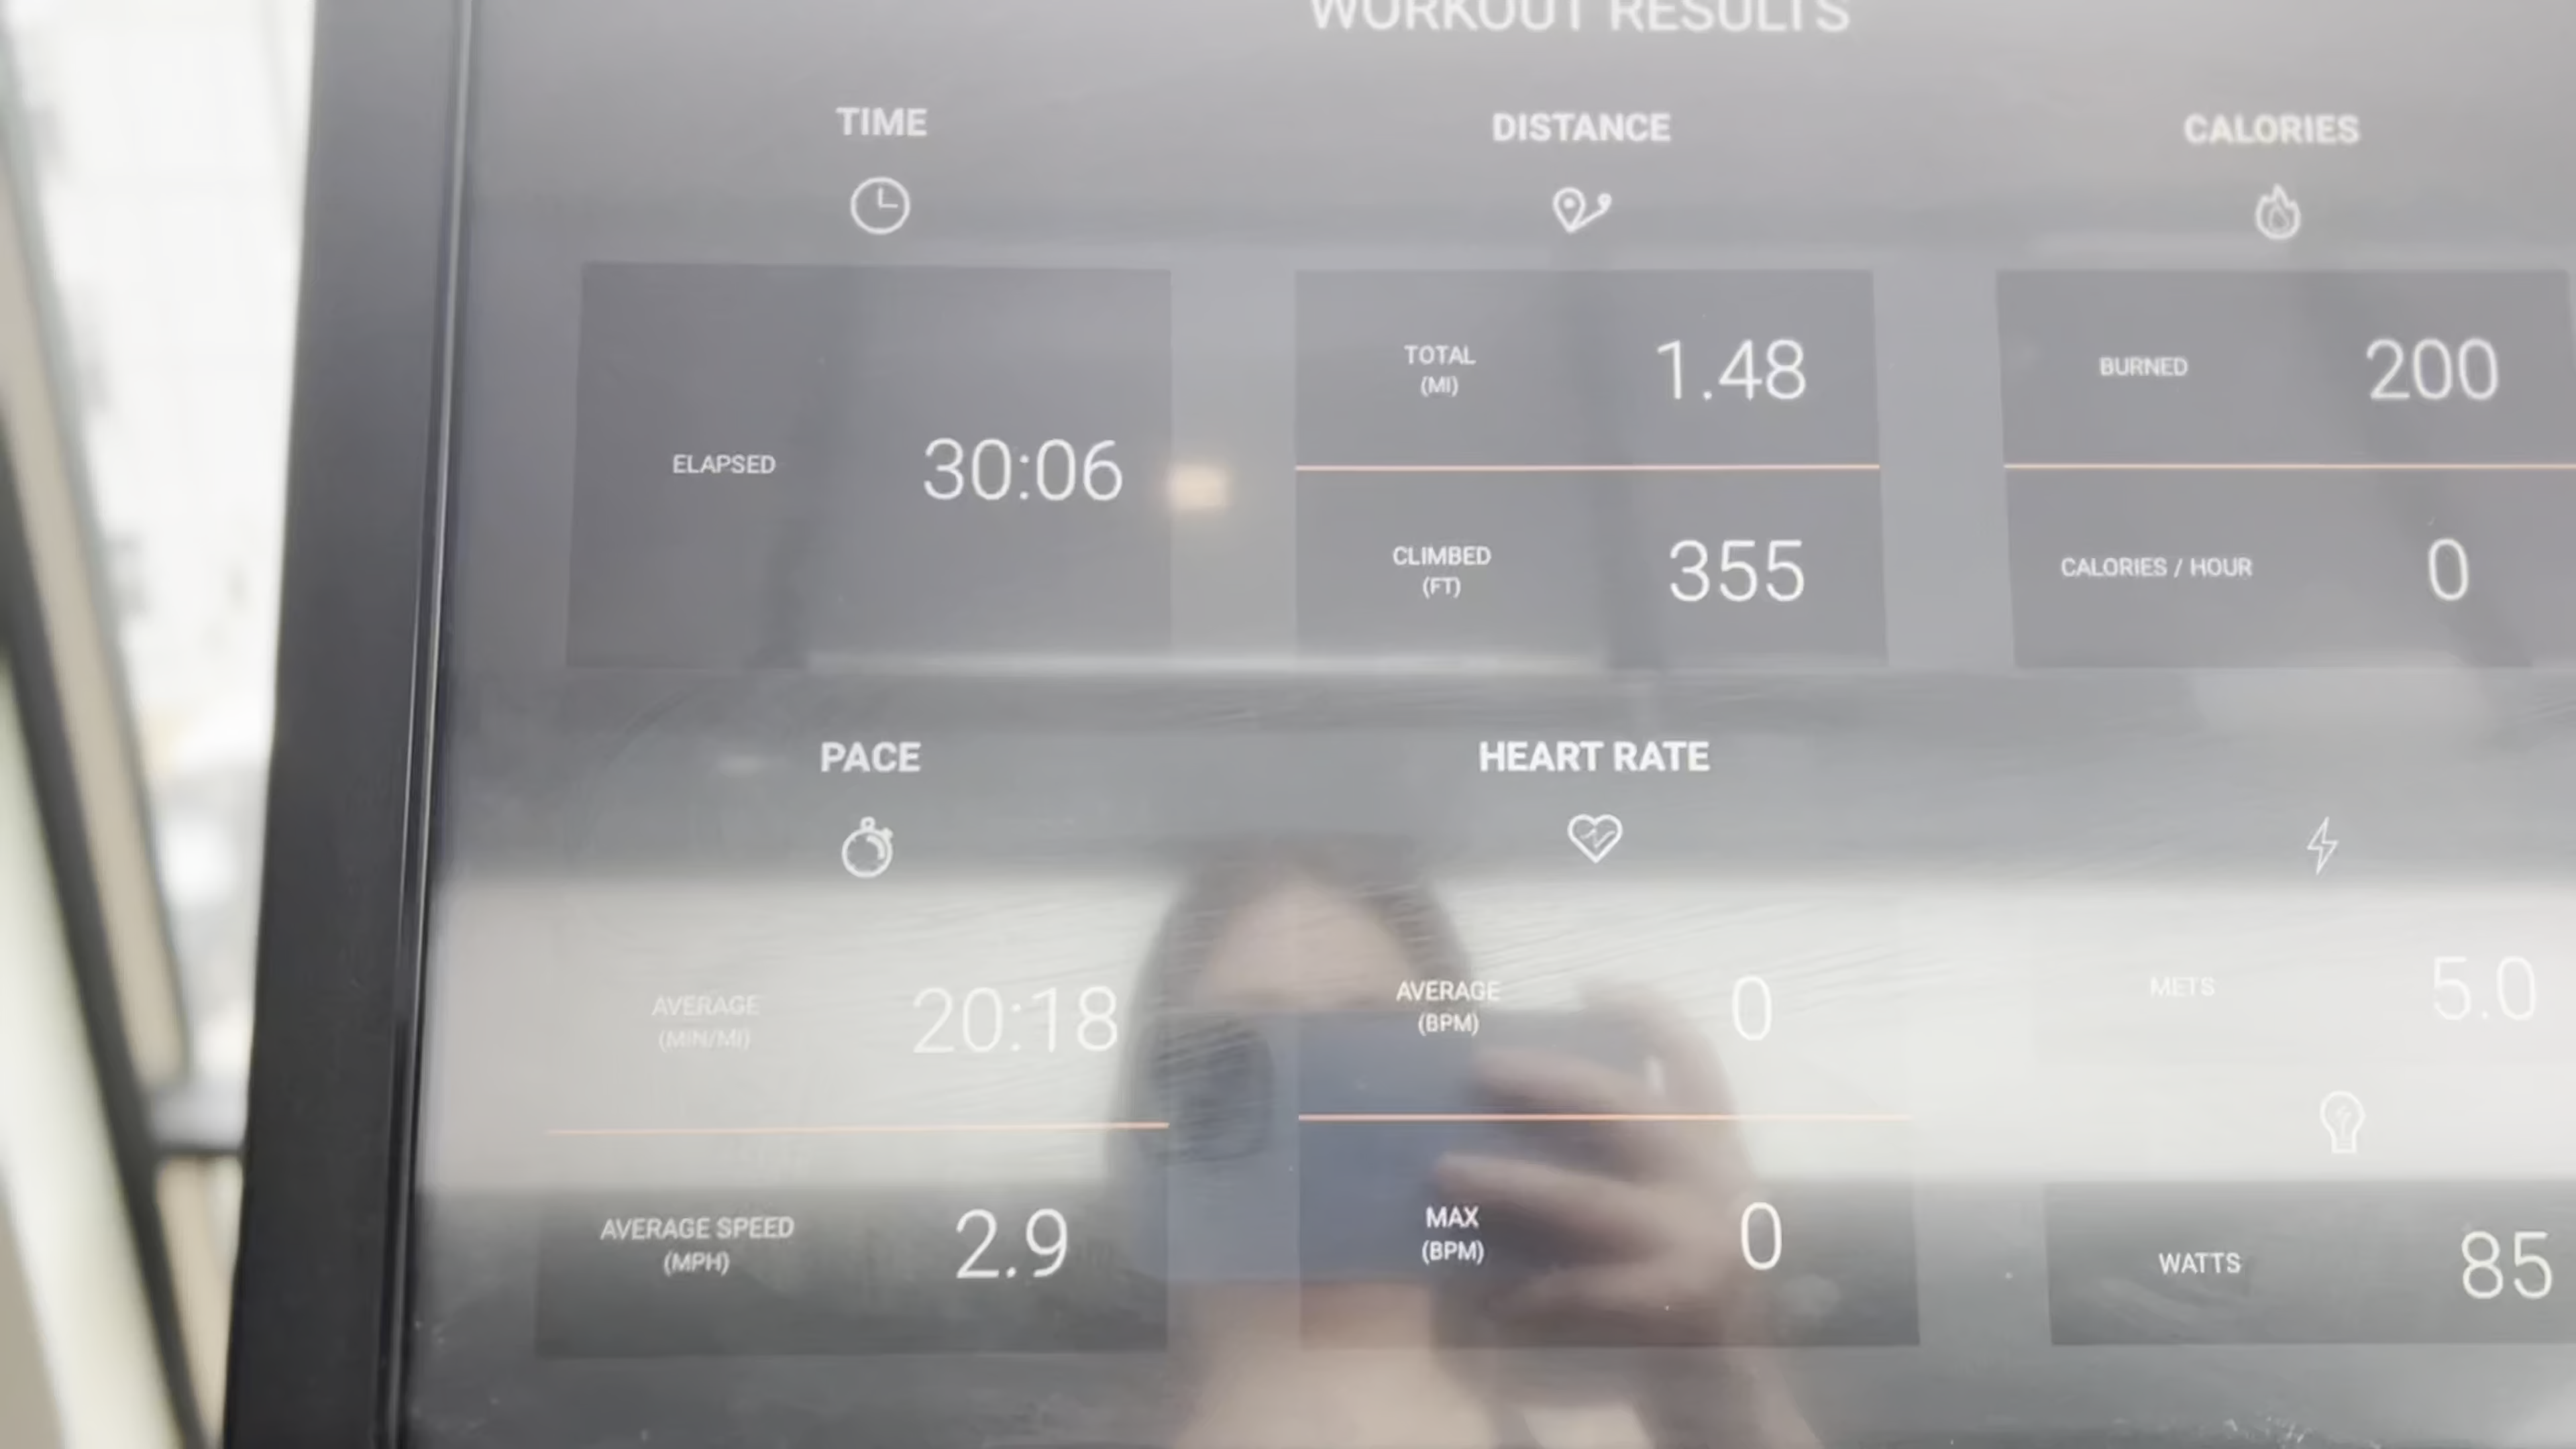 WORKOUT RESULTS
TIME
DISTANCE
CALORIES
ELAPSED 30:06
TOTAL
(MI)
1.48
CLIMBED
(FT)
355
BURNED 200
CALORIES / HOUR 0
PACE
HEART RATE
AVERAGE
(MIN/MI)
20:18
AVERAGE SPEED
(MPH)
2.9
AVERAGE
(BPM)
0
MAX
(BPM)
0
METS 5.0
WATTS 85